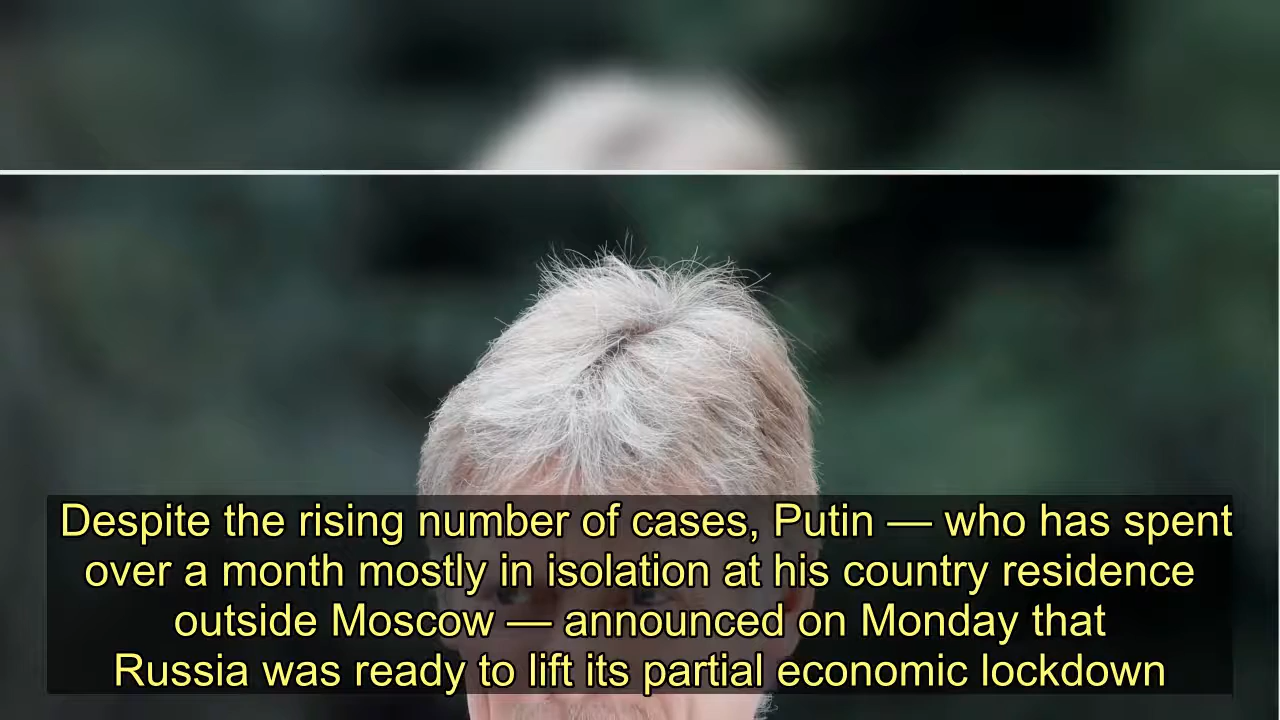 Despite the rising number of cases, Putin — who has spent
over a month mostly in isolation at his country residence
outside Moscow — announced on Monday that
Russia was ready to lift its partial economic lockdown